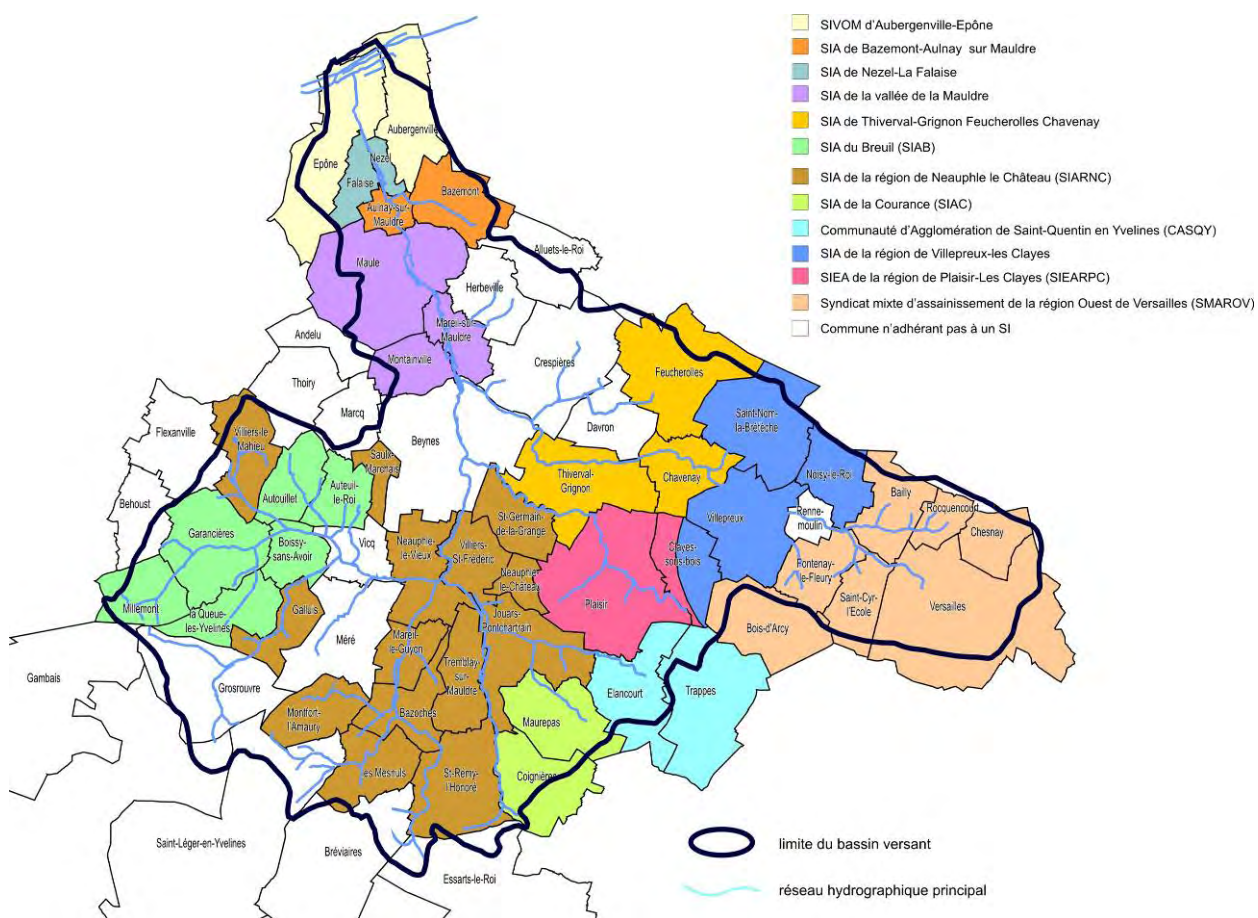 SIVOM d'Aubergenville-Epône
SIA de Bazemont-Aulnay sur Mauldre
SIA de Nezel-La Falaise
SIA de la vallée de la Mauldre
SIA de Thiverval-Grignon Feucherolles Chavenay
SIA du Breuil (SIAB)
SIA de la région de Neauphle le Château (SIARNC)
SIA de la Courance (SIAC)
Communauté d'Agglomération de Saint-Quentin en Yvelines (CASQY)
SIA de la région de Villepreux-les Clayes
SIEA de la région de Plaisir-Les Clayes (SIEARPC)
Syndicat mixte d'assainissement de la région Ouest de Versailles (SMAROV)
Commune n'adhérant pas à un SI
Aubergenville
Epône
Nezel
Falaise
Bazemont
Aulnay-sur-
Mauldre
Alluets-le-Roi
Maule
Herbeville
Mareil-sur-
Mauldre
Andelu
Montainville
Crespières
Feucherolles
Thoiry
Marcq
Davron
Saint-Nom-
la-Bretèche
Flexanville
Villiers-le
Mahieu
Beynes
Saulx-
Marchais
Thiverval-
Grignon
Chavenay
Noisy-le-Roi
Bailly
Rocquencourt
Chesnay
Behoust
Autouillet
Auteuil-
le-Roi
Villepreux
Renne-
moulin
Garancières
Boissy-
sans-Avoir
Vicq
Neauphle-
le-Vieux
Villiers-
St-Fréderic
St-Germain-
de-la-Grange
Clayes-
sous-bois
Fontenay-
le-Fleury
Saint-Cyr-
l'Ecole
Versailles
Millemont
la Queue-
les-Yvelines
Galluis
Neauphle-
le-Château
Plaisir
Bois-d'Arcy
Jouars-
Pontchartrain
Méré
Mareil-
le-Guyon
Tremblay-
sur-
Mauldre
Gambais
Grosrouvre
Elancourt
Trappes
Montfort-
l'Amaury
Bazoches
Maurepas
les Mesnuls
St-Remy-
l'Honoré
Coignières
Saint-Léger-en-Yvelines
Bréviaires
Essarts-le-Roi
limite du bassin versant
réseau hydrographique principal